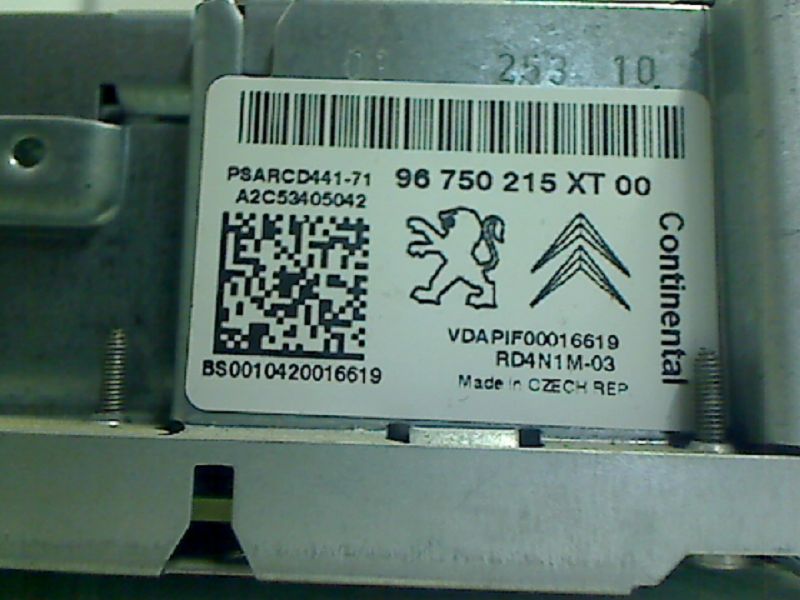 253 10
PSARCD441-71
A2C53405042
96 750 215 XT 00
Continental
VDAPIF00016619
RD4N1M-03
Made in CZECH REP
BS0010420016619